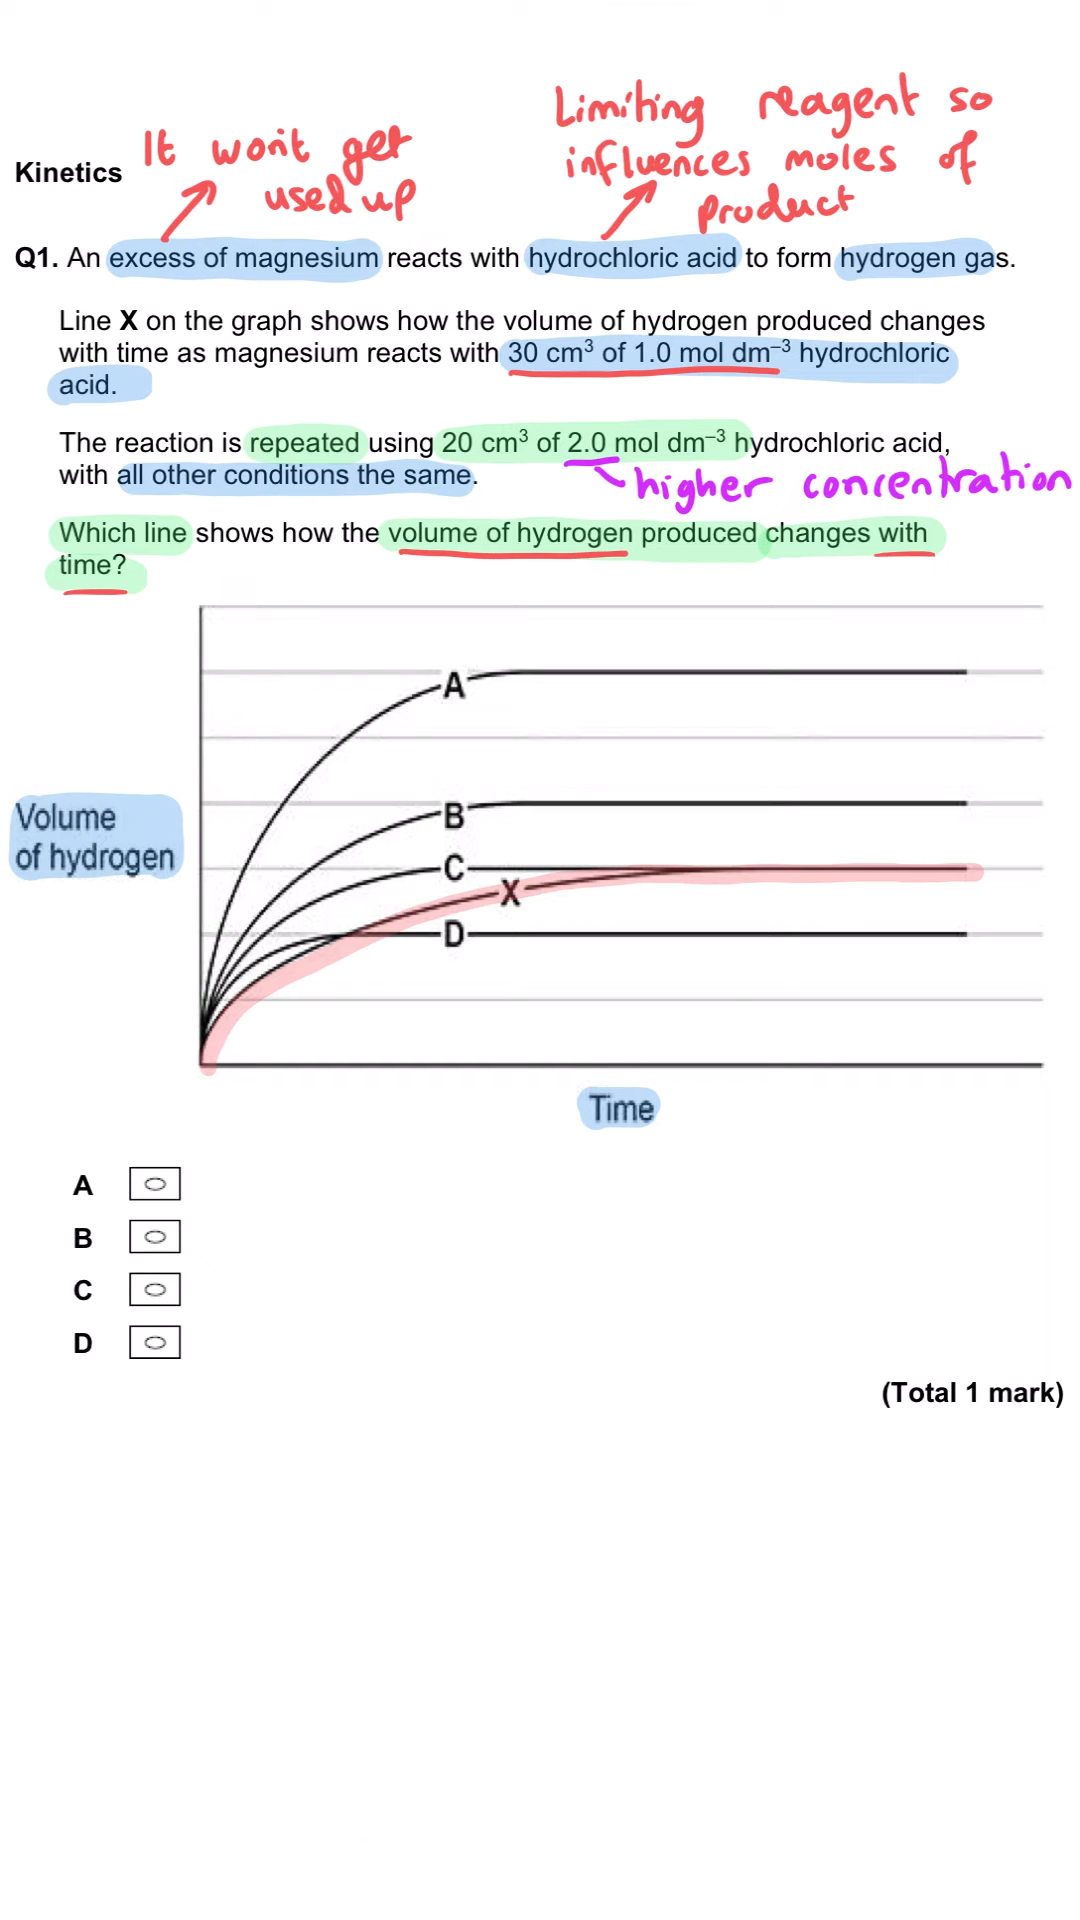 Limiting reagent so
It won't get influences moles of
Kinetics used up product
Q1. An excess of magnesium reacts with hydrochloric acid to form hydrogen gas.
Line X on the graph shows how the volume of hydrogen produced changes
with time as magnesium reacts with 30 cm³ of 1.0 mol dm⁻³ hydrochloric
acid.
The reaction is repeated using 20 cm³ of 2.0 mol dm⁻³ hydrochloric acid,
with all other conditions the same.
higher concentration
Which line shows how the volume of hydrogen produced changes with
time?
A
B
C
X
D
Volume
of hydrogen
Time
A
B
C
D
(Total 1 mark)